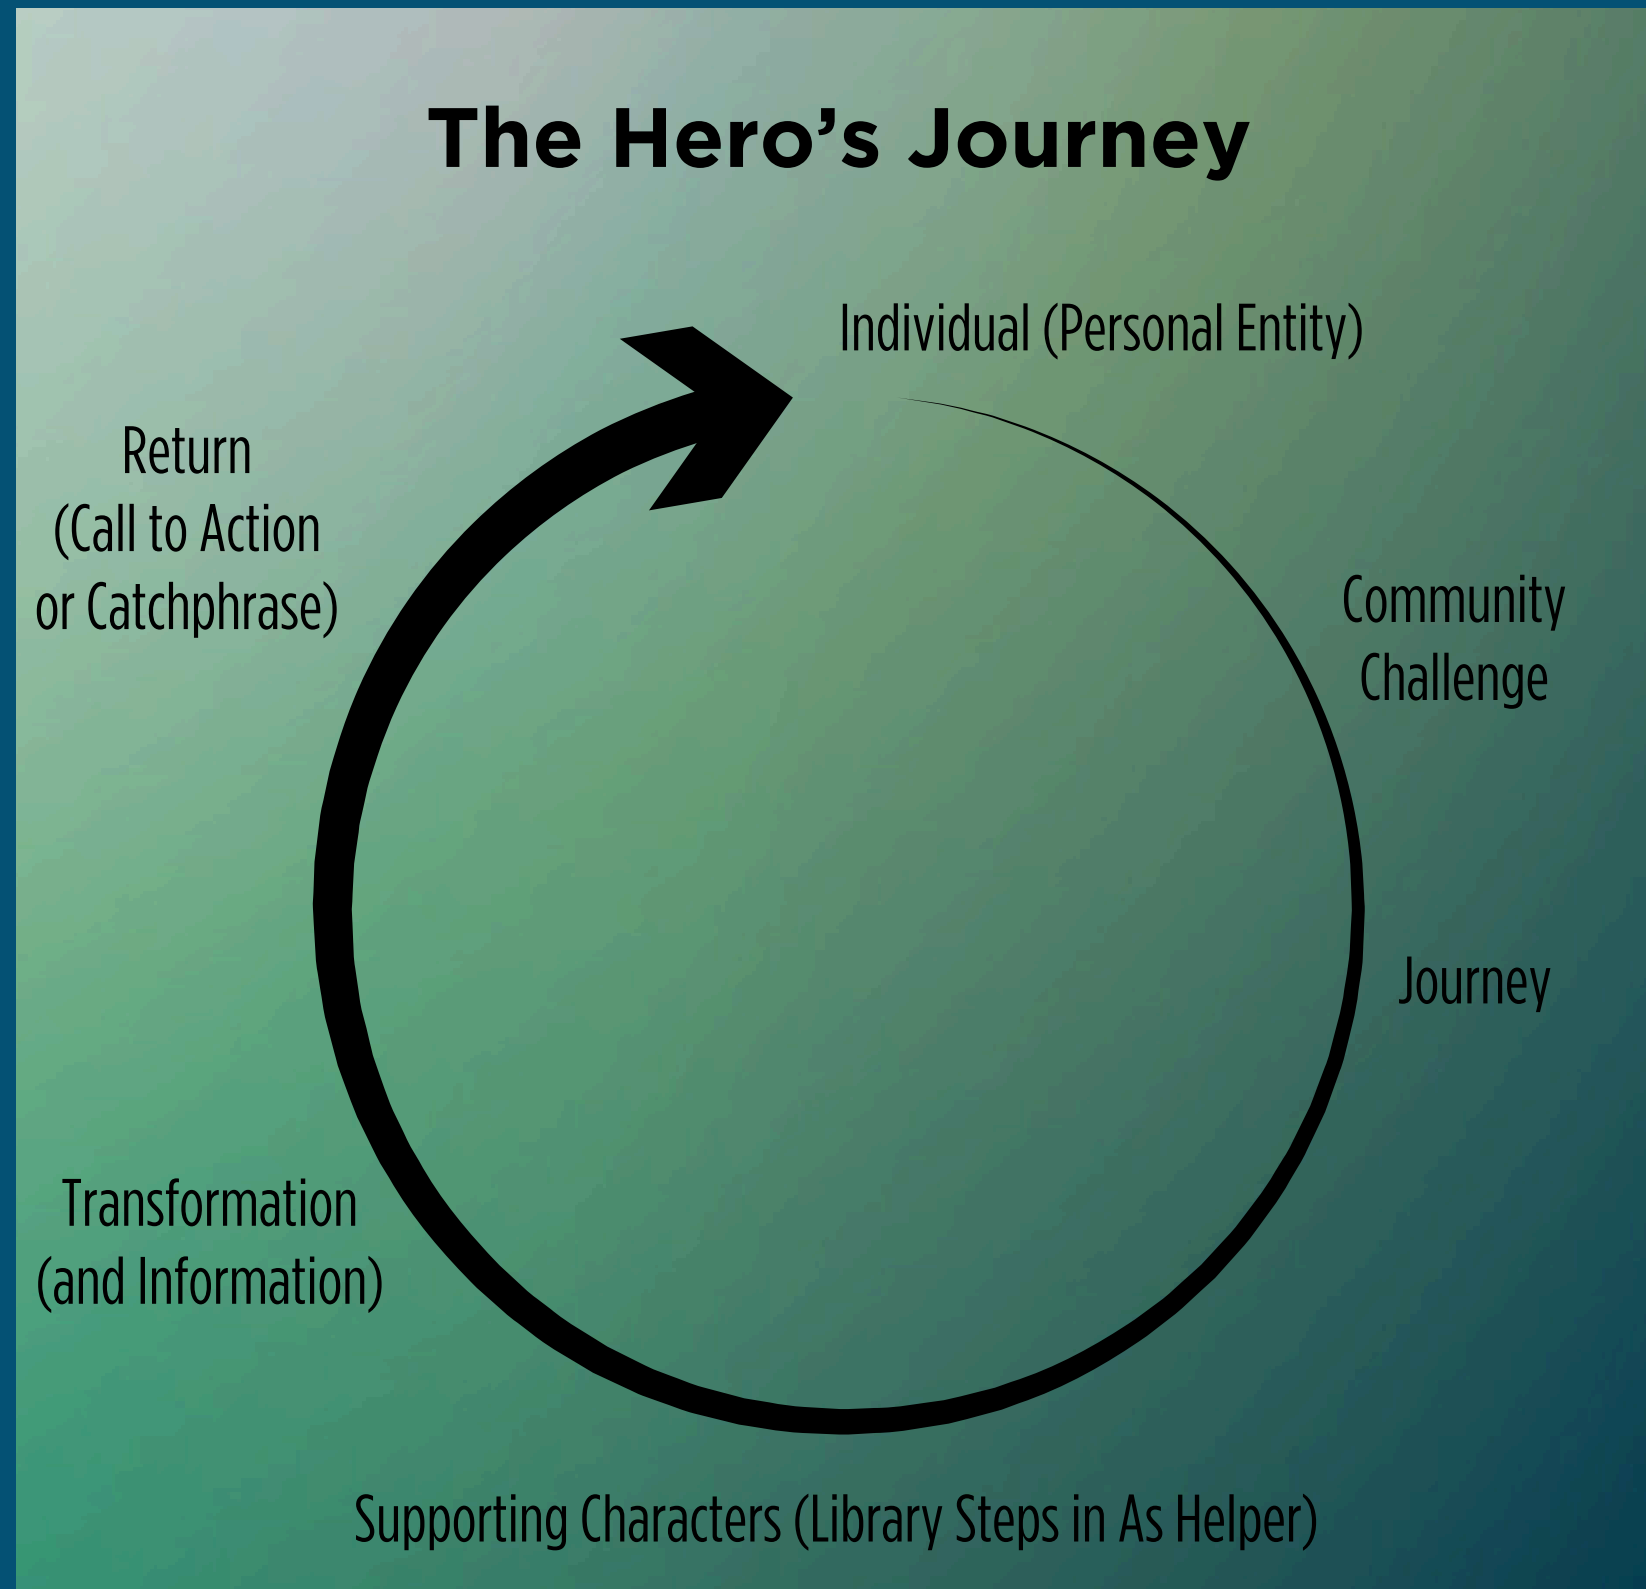 The Hero’s Journey
Individual (Personal Entity)
Community
Challenge
Journey
Supporting Characters (Library Steps in As Helper)
Transformation
(and Information)
Return
(Call to Action
or Catchphrase)